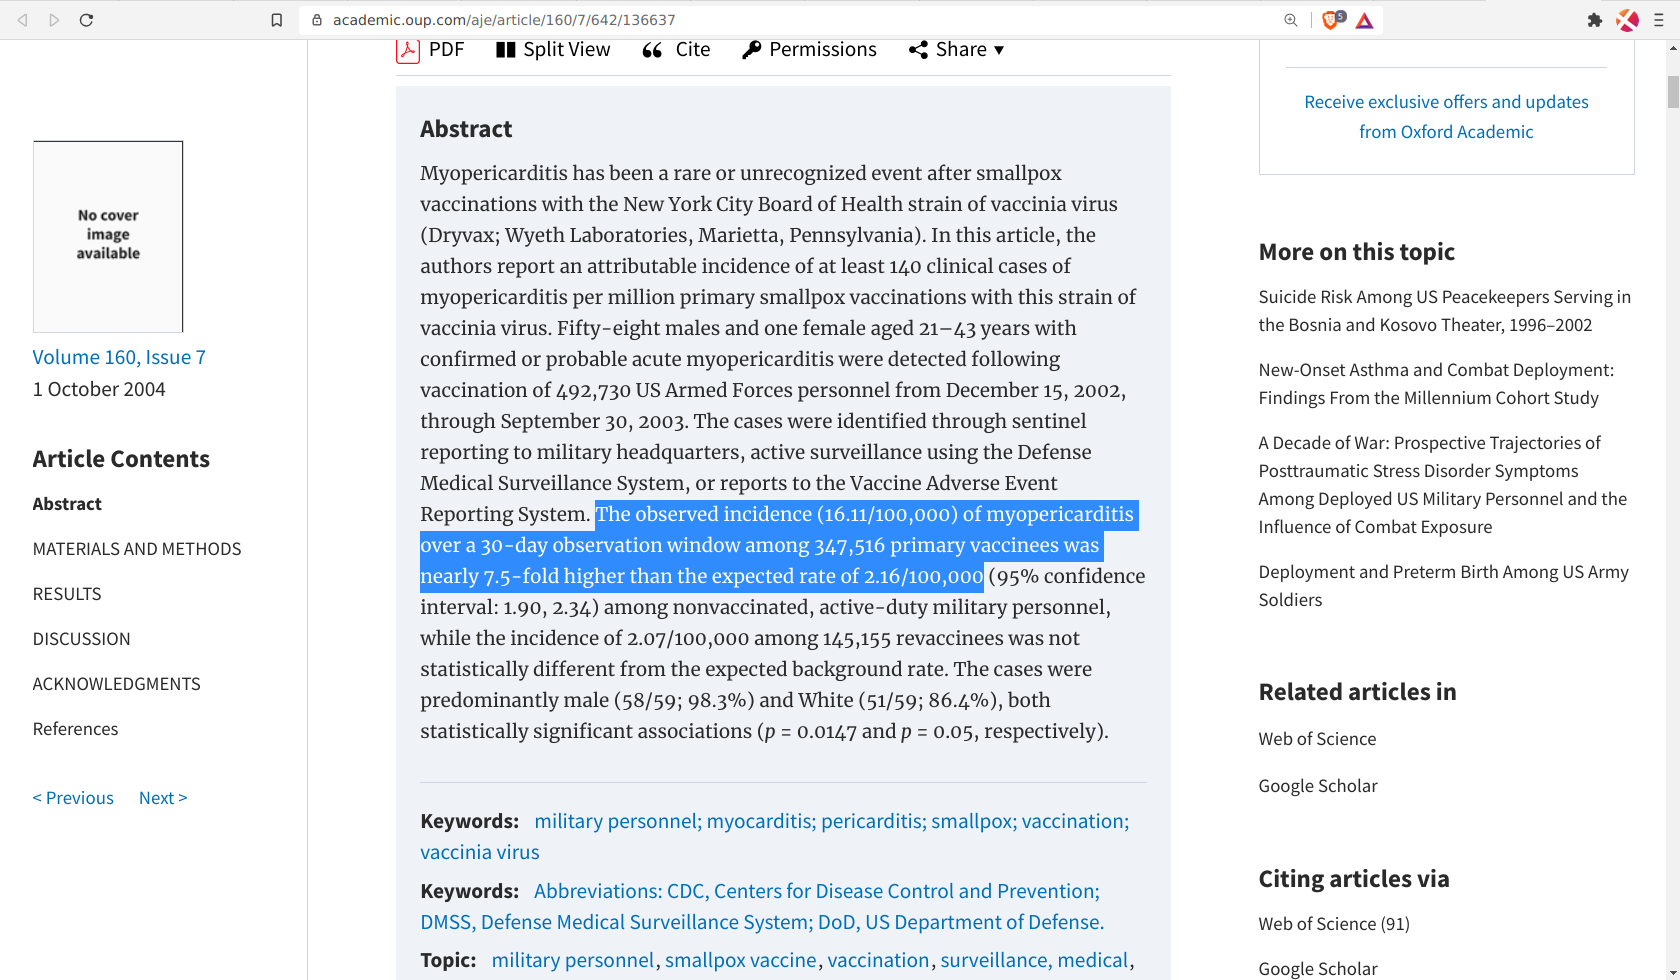 academic.oup.com/aje/article/160/7/642/136637
5
PDF
Split View
Cite
Permissions
Share
No cover
image
available
Volume 160, Issue 7
1 October 2004
Article Contents
Abstract
MATERIALS AND METHODS
RESULTS
DISCUSSION
ACKNOWLEDGMENTS
References
< Previous
Next >
Abstract
Myopericarditis has been a rare or unrecognized event after smallpox
vaccinations with the New York City Board of Health strain of vaccinia virus
(Dryvax; Wyeth Laboratories, Marietta, Pennsylvania). In this article, the
authors report an attributable incidence of at least 140 clinical cases of
myopericarditis per million primary smallpox vaccinations with this strain of
vaccinia virus. Fifty-eight males and one female aged 21–43 years with
confirmed or probable acute myopericarditis were detected following
vaccination of 492,730 US Armed Forces personnel from December 15, 2002,
through September 30, 2003. The cases were identified through sentinel
reporting to military headquarters, active surveillance using the Defense
Medical Surveillance System, or reports to the Vaccine Adverse Event
Reporting System. The observed incidence (16.11/100,000) of myopericarditis
over a 30-day observation window among 347,516 primary vaccinees was
nearly 7.5-fold higher than the expected rate of 2.16/100,000 (95% confidence
interval: 1.90, 2.34) among nonvaccinated, active-duty military personnel,
while the incidence of 2.07/100,000 among 145,155 revaccinees was not
statistically different from the expected background rate. The cases were
predominantly male (58/59; 98.3%) and White (51/59; 86.4%), both
statistically significant associations (p = 0.0147 and p = 0.05, respectively).
Keywords: military personnel; myocarditis; pericarditis; smallpox; vaccination;
vaccinia virus
Keywords: Abbreviations: CDC, Centers for Disease Control and Prevention;
DMSS, Defense Medical Surveillance System; DoD, US Department of Defense.
Topic: military personnel, smallpox vaccine, vaccination, surveillance, medical,
Receive exclusive offers and updates
from Oxford Academic
More on this topic
Suicide Risk Among US Peacekeepers Serving in
the Bosnia and Kosovo Theater, 1996–2002
New-Onset Asthma and Combat Deployment:
Findings From the Millennium Cohort Study
A Decade of War: Prospective Trajectories of
Posttraumatic Stress Disorder Symptoms
Among Deployed US Military Personnel and the
Influence of Combat Exposure
Deployment and Preterm Birth Among US Army
Soldiers
Related articles in
Web of Science
Google Scholar
Citing articles via
Web of Science (91)
Google Scholar